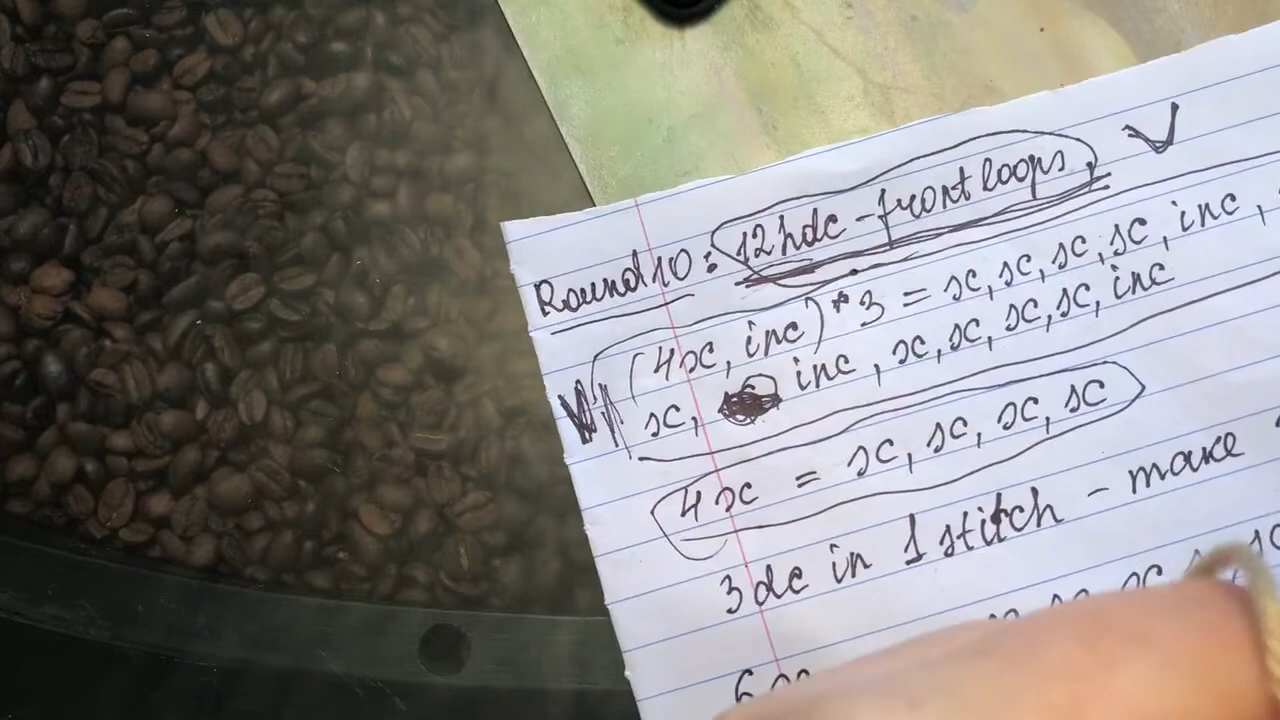 Round 10: 12 hdc - front loops,
(4sc, inc)*3 = sc, sc, sc, sc, inc,
sc, inc, sc, sc, sc, sc, inc
4sc = sc, sc, sc, sc
3dc in 1 stitch - make